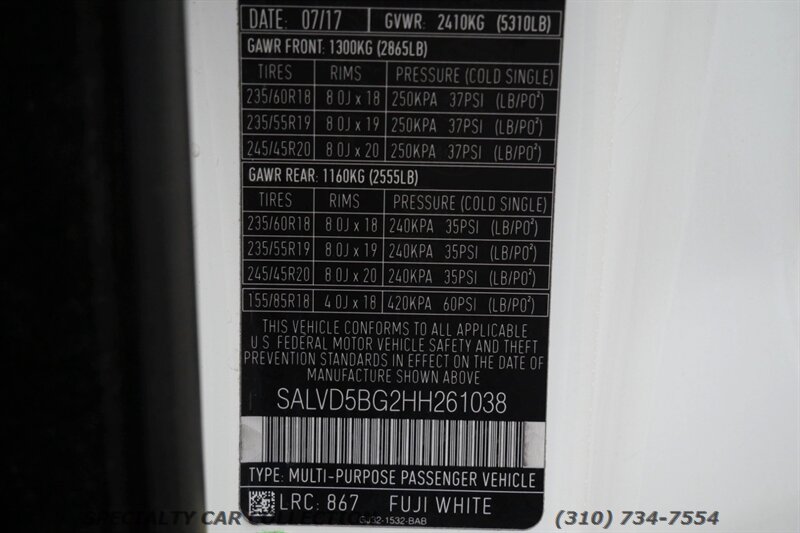 DATE: 07/17 GVWR: 2410KG (5310LB)
GAWR FRONT: 1300KG (2865LB)
TIRES RIMS PRESSURE (COLD SINGLE)
235/60R18 8.0J x 18 250KPA 37PSI (LB/PO²)
235/55R19 8.0J x 19 250KPA 37PSI (LB/PO²)
245/45R20 8.0J x 20 250KPA 37PSI (LB/PO²)
GAWR REAR: 1160KG (2555LB)
TIRES RIMS PRESSURE (COLD SINGLE)
235/60R18 8.0J x 18 240KPA 35PSI (LB/PO²)
235/55R19 8.0J x 19 240KPA 35PSI (LB/PO²)
245/45R20 8.0J x 20 240KPA 35PSI (LB/PO²)
155/85R18 4.0J x 18 420KPA 60PSI (LB/PO²)
THIS VEHICLE CONFORMS TO ALL APPLICABLE
U.S. FEDERAL MOTOR VEHICLE SAFETY AND THEFT
PREVENTION STANDARDS IN EFFECT ON THE DATE OF
MANUFACTURE SHOWN ABOVE
SALVD5BG2HH261038
TYPE: MULTI-PURPOSE PASSENGER VEHICLE
LRC: 867 FUJI WHITE
GJ32-1532-BAB
SPECIALTY CAR COLLECTION (310) 734-7554